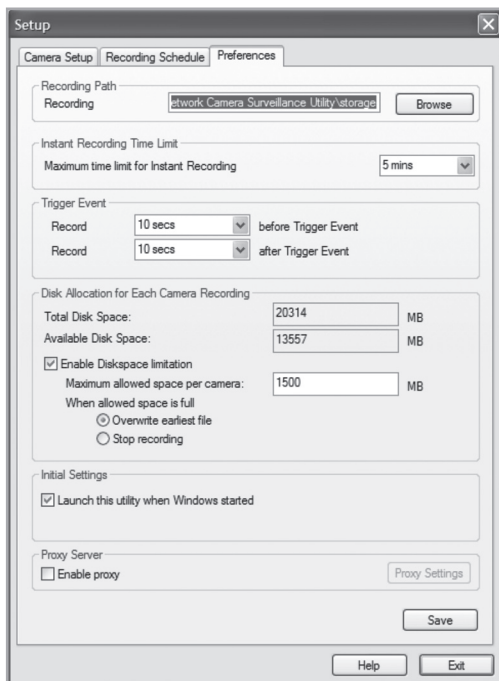 Setup
Camera Setup Recording Schedule Preferences
Recording Path
Recording etwork Camera Surveillance Utility\storage Browse
Instant Recording Time Limit
Maximum time limit for Instant Recording 5 mins
Trigger Event
Record 10 secs before Trigger Event
Record 10 secs after Trigger Event
Disk Allocation for Each Camera Recording
Total Disk Space: 20314 MB
Available Disk Space: 13557 MB
Enable Diskspace limitation
Maximum allowed space per camera: 1500 MB
When allowed space is full
Overwrite earliest file
Stop recording
Initial Settings
Launch this utility when Windows started
Proxy Server
Enable proxy Proxy Settings
Save
Help Exit